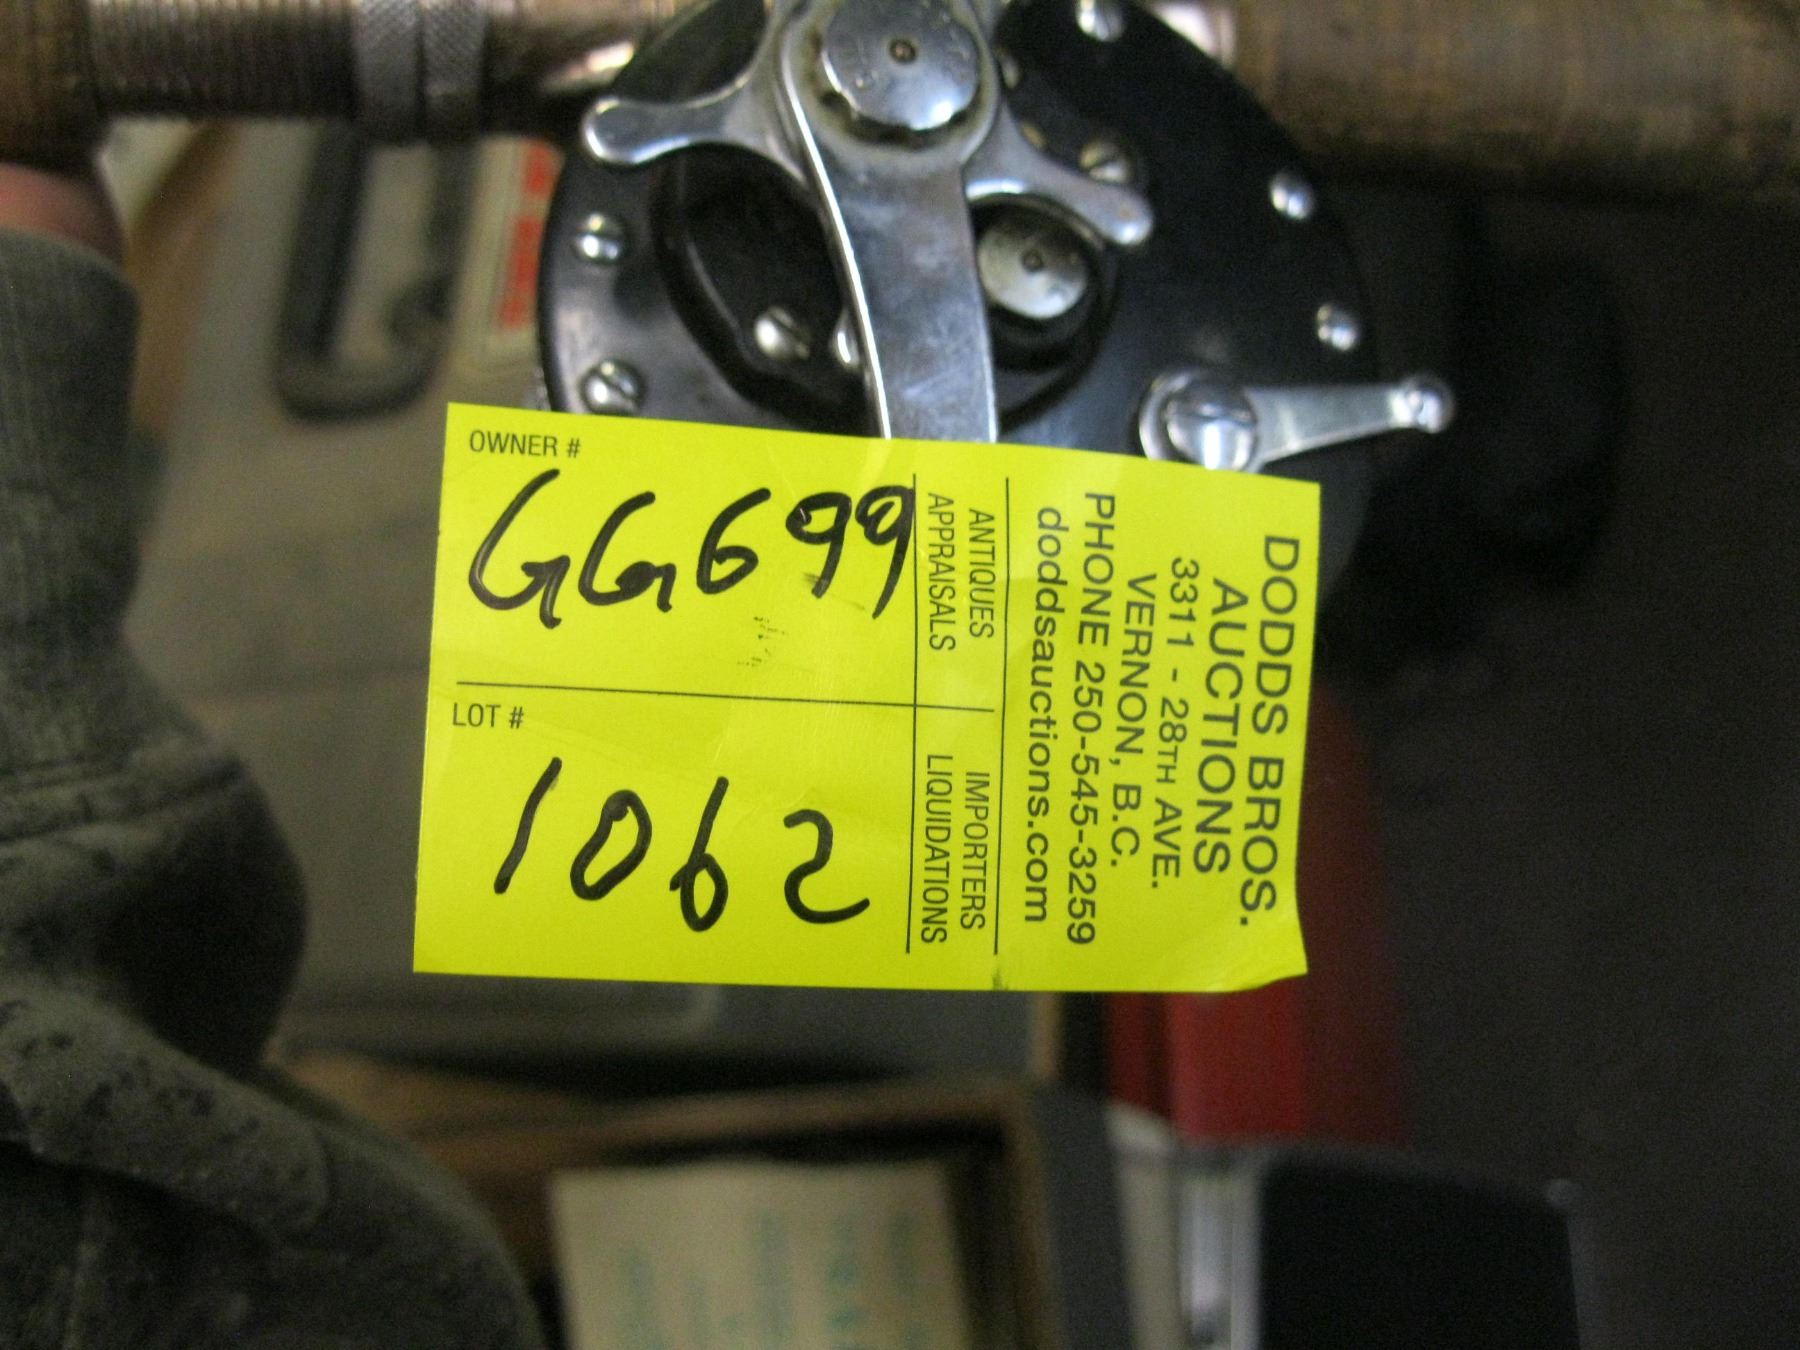 OWNER #
GG699
LOT #
1062
DODDS BROS.
AUCTIONS
3311 - 28TH AVE.
VERNON, B.C.
PHONE 250-545-3259
doddsauctions.com
ANTIQUES
APPRAISALS
IMPORTERS
LIQUIDATIONS